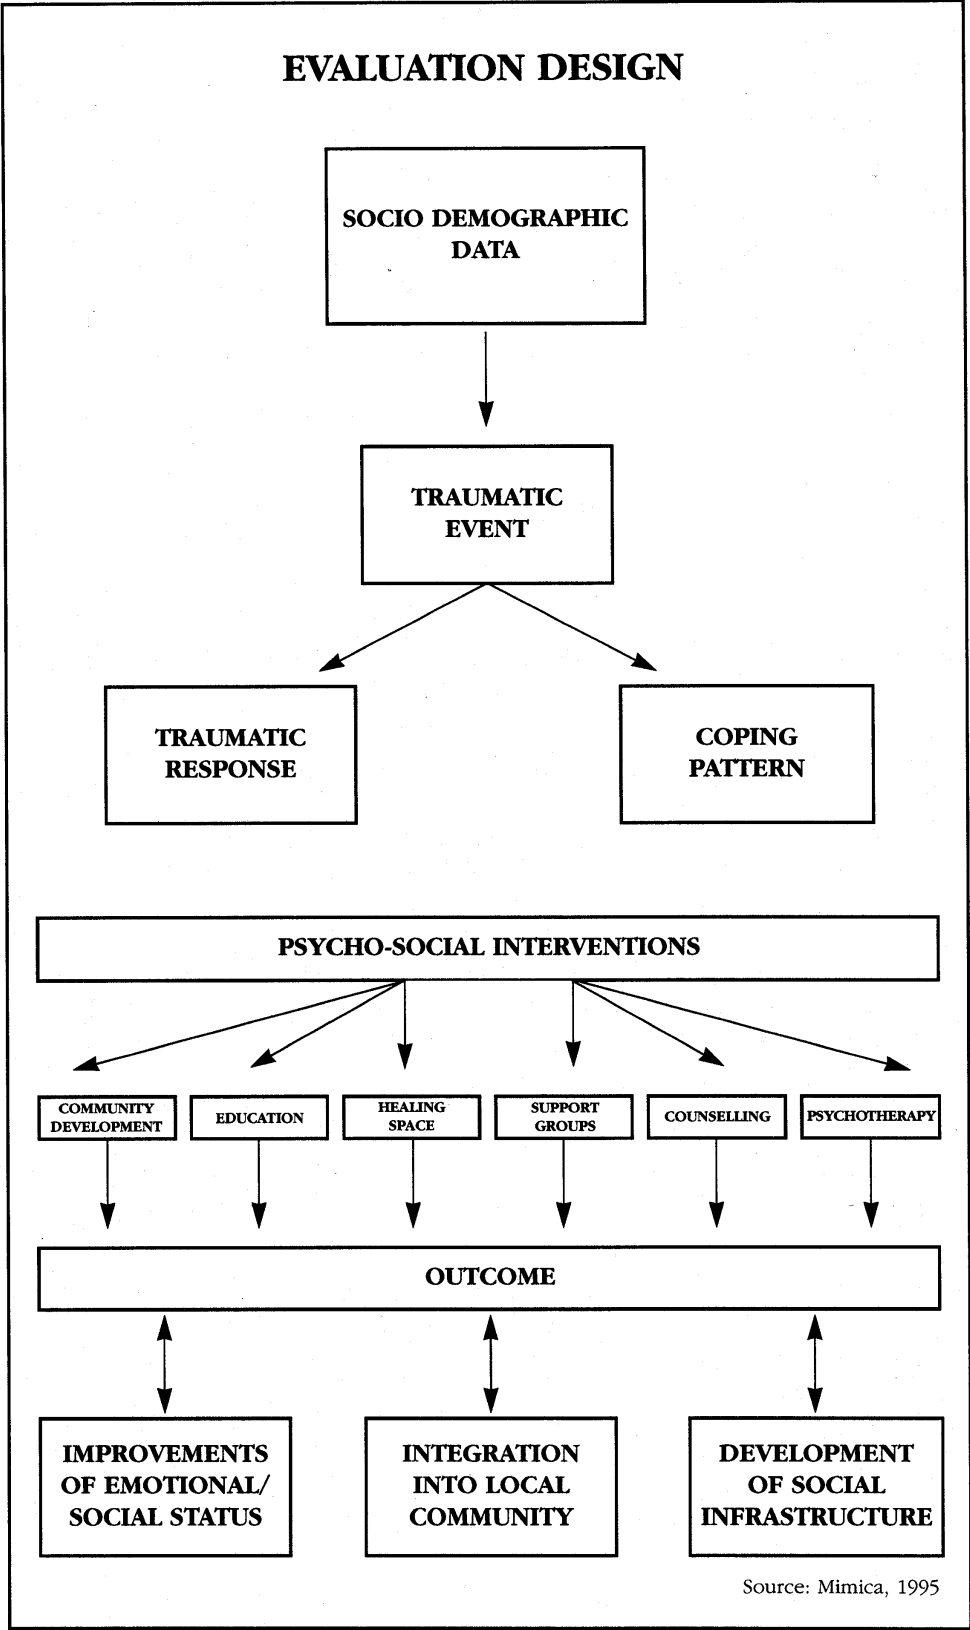 EVALUATION DESIGN
SOCIO DEMOGRAPHIC
DATA
TRAUMATIC
EVENT
TRAUMATIC
RESPONSE
COPING
PATTERN
PSYCHO-SOCIAL INTERVENTIONS
COMMUNITY
DEVELOPMENT
EDUCATION
HEALING
SPACE
SUPPORT
GROUPS
COUNSELLING
PSYCHOTHERAPY
OUTCOME
IMPROVEMENTS
OF EMOTIONAL/
SOCIAL STATUS
INTEGRATION
INTO LOCAL
COMMUNITY
DEVELOPMENT
OF SOCIAL
INFRASTRUCTURE
Source: Mimica, 1995